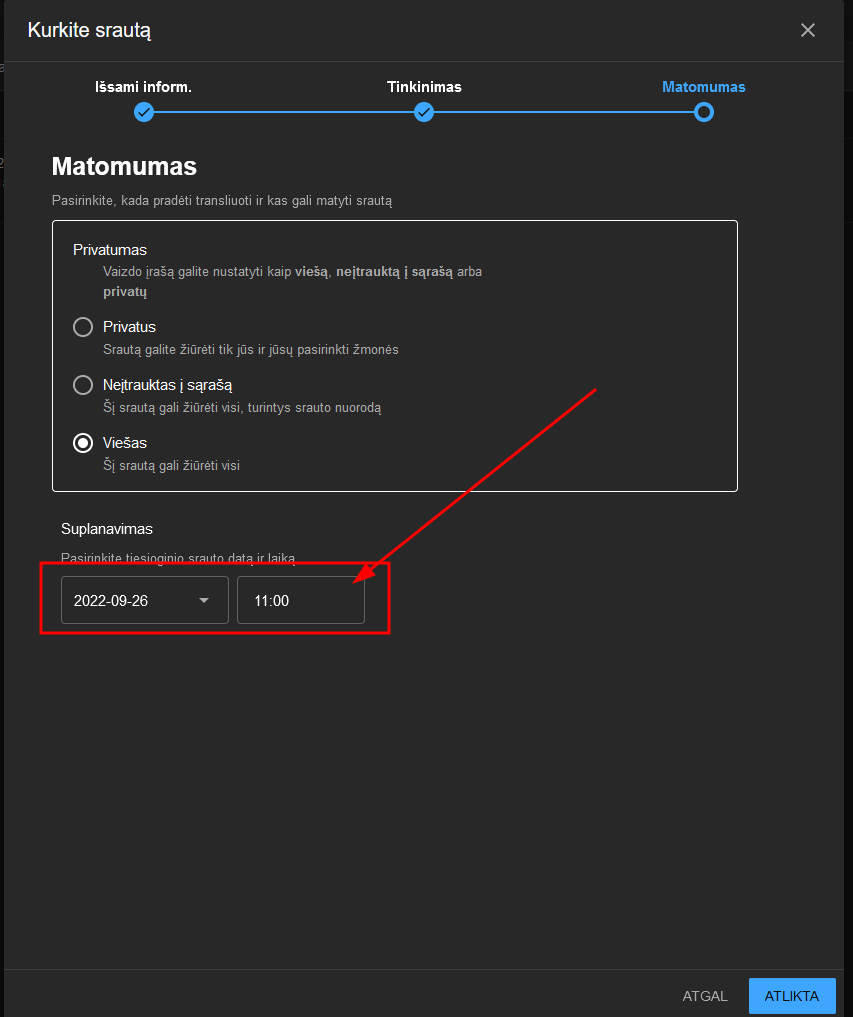 Kurkite srautą
Išsami inform.
Tinkinimas
Matomumas
Matomumas
Pasirinkite, kada pradėti transliuoti ir kas gali matyti srautą
Privatumas
Vaizdo įrašą galite nustatyti kaip viešą, neįtrauktą į sąrašą arba
privatų
Privatus
Srautą galite žiūrėti tik jūs ir jūsų pasirinkti žmonės
Neįtrauktas į sąrašą
Šį srautą gali žiūrėti visi, turintys srauto nuorodą
Viešas
Šį srautą gali žiūrėti visi
Suplanavimas
Pasirinkite tiesioginio srauto datą ir laiką
2022-09-26
11:00
ATGAL
ATLIKTA